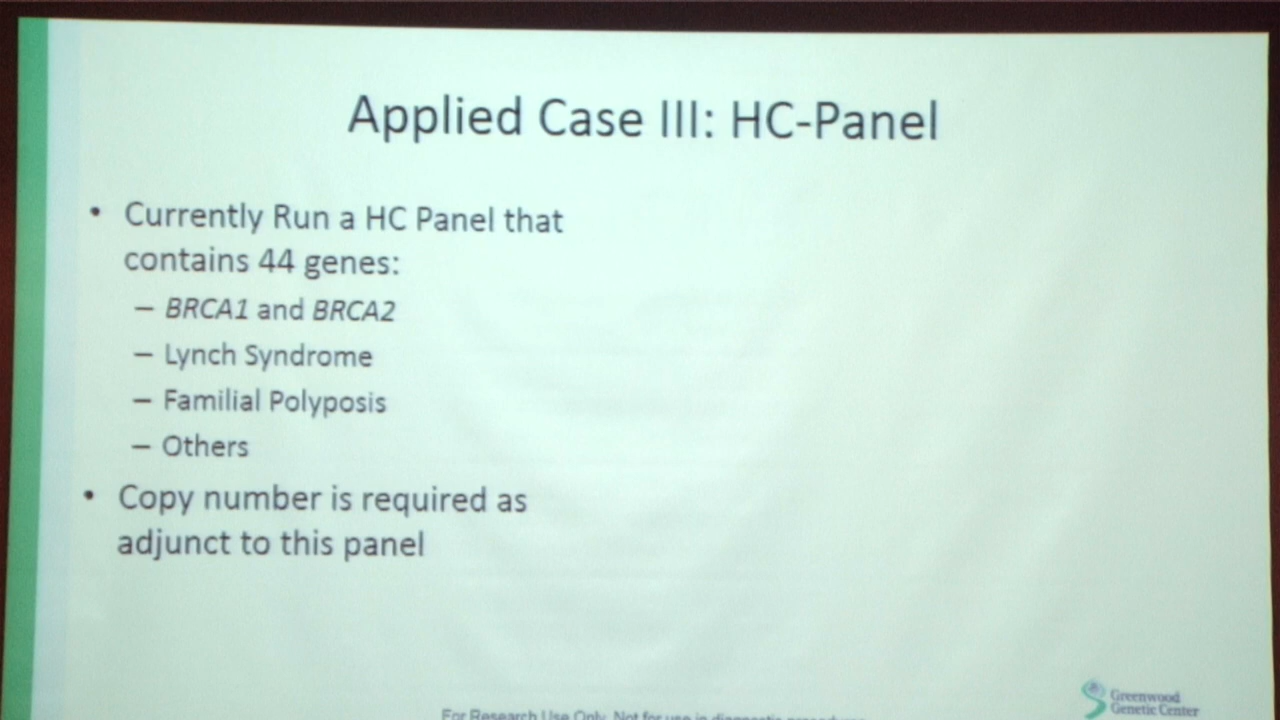 Applied Case III: HC-Panel
• Currently Run a HC Panel that
contains 44 genes:
– BRCA1 and BRCA2
– Lynch Syndrome
– Familial Polyposis
– Others
• Copy number is required as
adjunct to this panel
For Research Use Only. Not for use in diagnostic procedures
Greenwood
Genetic Center